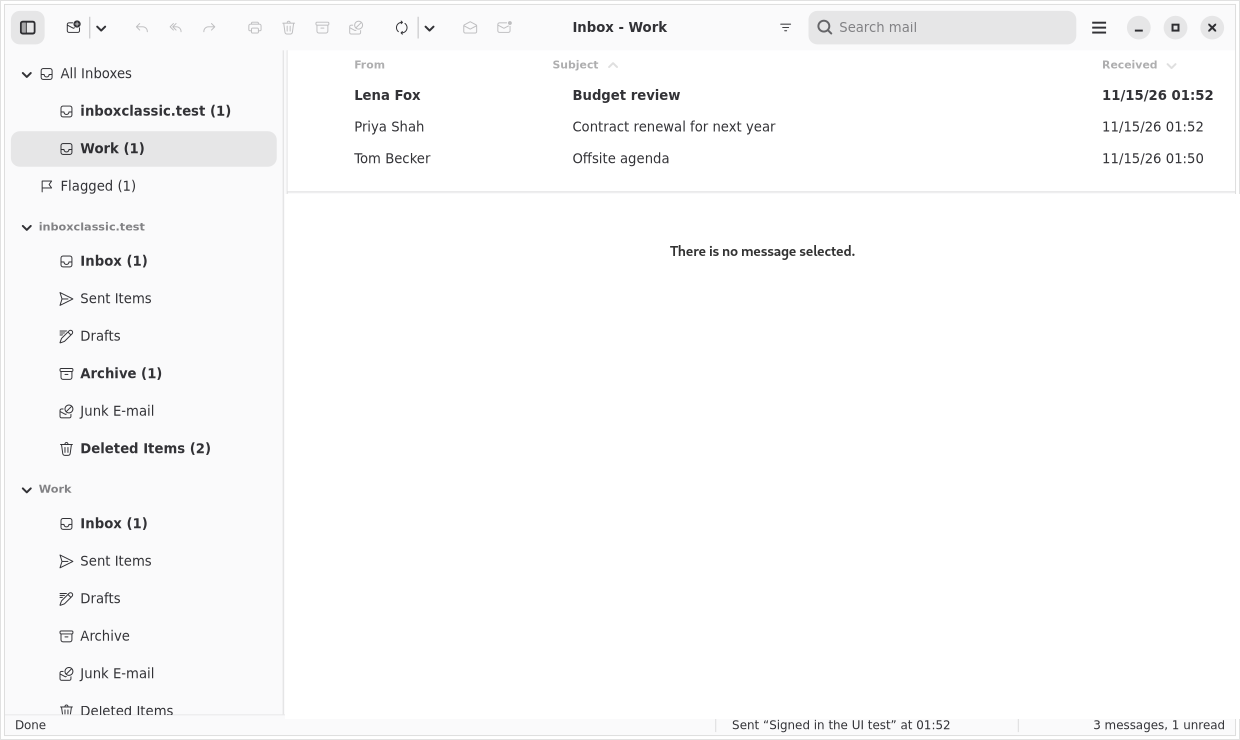 Inbox - Work
Search mail
All Inboxes
inboxclassic.test (1)
Work (1)
Flagged (1)
inboxclassic.test
Inbox (1)
Sent Items
Drafts
Archive (1)
Junk E-mail
Deleted Items (2)
Work
Inbox (1)
Sent Items
Drafts
Archive
Junk E-mail
Deleted Items
From Subject Received
Lena Fox Budget review 11/15/26 01:52
Priya Shah Contract renewal for next year 11/15/26 01:52
Tom Becker Offsite agenda 11/15/26 01:50
There is no message selected.
Done Sent “Signed in the UI test” at 01:52 3 messages, 1 unread